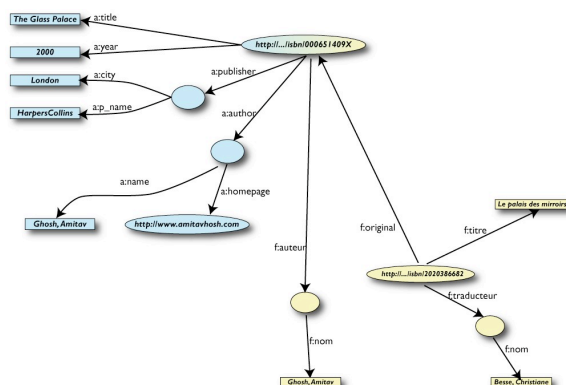 The Glass Palace
a:title
http://.../isbn/000651409X
2000
a:year
London
a:city
a:publisher
HarpersCollins
a:p_name
a:author
a:name
a:homepage
Ghosh, Amitav
http://www.amitavhosh.com
Le palais des mirroirs
f:original
f:titre
f:auteur
http://.../isbn/2020386682
f:traducteur
f:nom
f:nom
Ghosh, Amitav
Besse, Christiane